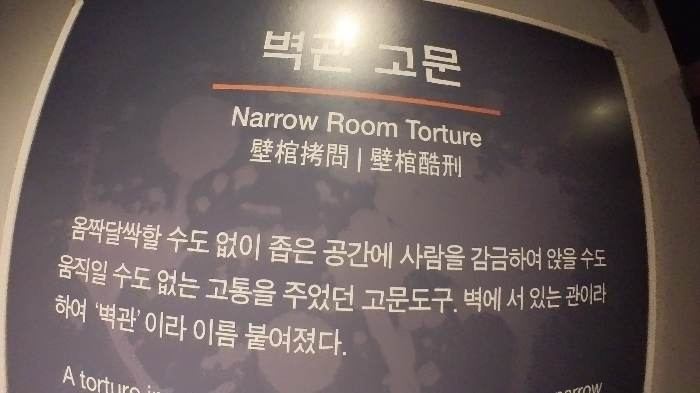 벽관 고문
Narrow Room Torture
壁棺拷問 | 壁棺酷刑
옴짝달싹할 수도 없이 좁은 공간에 사람을 감금하여 앉을 수도
움직일 수도 없는 고통을 주었던 고문도구. 벽에 서 있는 관이라
하여 ‘벽관’이라 이름 붙여졌다.
A torture narrow